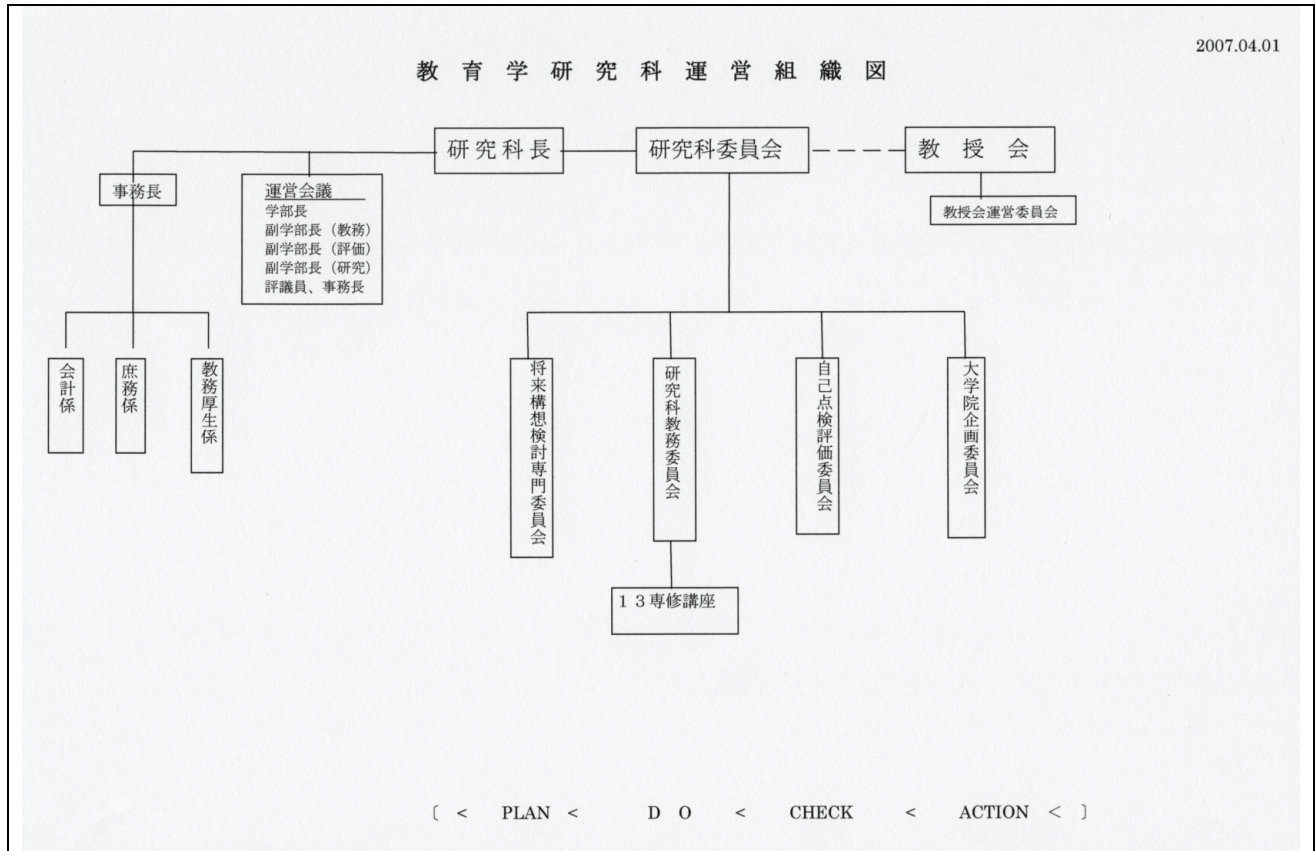 2007.04.01
教育学研究科運営組織図
研究科長
研究科委員会
教授会
事務長
運営会議
学部長
副学部長（教務）
副学部長（評価）
副学部長（研究）
評議員、事務長
教授会運営委員会
会計係
庶務係
教務厚生係
将来構想検討専門委員会
研究科教務委員会
自己点検評価委員会
大学院企画委員会
１３専修講座
〔 < PLAN < D O < CHECK < ACTION < 〕